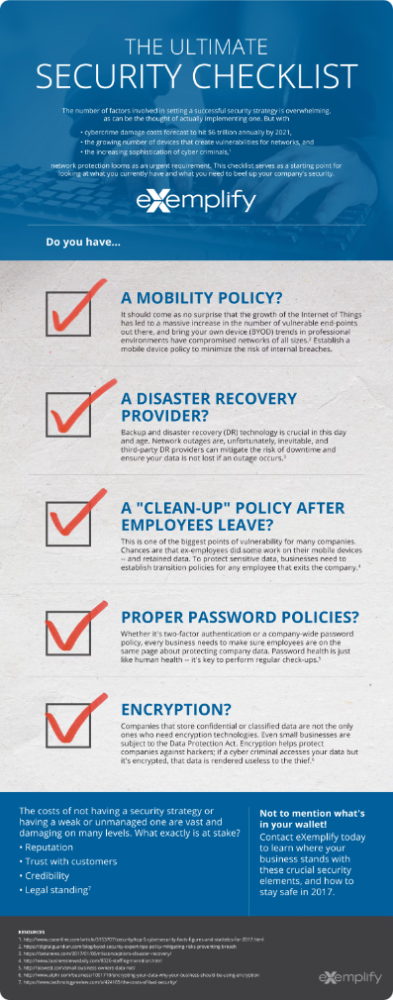 THE ULTIMATE
SECURITY CHECKLIST
The number of factors involved in setting a successful security strategy is overwhelming,
as can be the thought of actually implementing one. But with
• cybercrime damage costs forecast to hit $6 trillion annually by 2021,
• the growing number of devices that create vulnerabilities for networks, and
• the increasing sophistication of cyber criminals,¹
network protection looms as an urgent requirement. This checklist serves as a starting point for
looking at what you currently have and what you need to beef up your company's security.
eXemplify
Do you have...
A MOBILITY POLICY?
It should come as no surprise that the growth of the Internet of Things
has led to a massive increase in the number of vulnerable end-points
out there, and bring your own device (BYOD) trends in professional
environments have compromised networks of all sizes.² Establish a
mobile device policy to minimize the risk of internal breaches.
A DISASTER RECOVERY
PROVIDER?
Backup and disaster recovery (DR) technology is crucial in this day
and age. Network outages are, unfortunately, inevitable, and
third-party DR providers can mitigate the risk of downtime and
ensure your data is not lost if an outage occurs.³
A "CLEAN-UP" POLICY AFTER
EMPLOYEES LEAVE?
This is one of the biggest points of vulnerability for many companies.
Chances are that ex-employees did some work on their mobile devices
-- and retained data. To protect sensitive data, businesses need to
establish transition policies for any employee that exits the company.⁴
PROPER PASSWORD POLICIES?
Whether it's two-factor authentication or a company-wide password
policy, every business needs to make sure employees are on the
same page about protecting company data. Password health is just
like human health -- it's key to perform regular check-ups.⁵
ENCRYPTION?
Companies that store confidential or classified data are not the only
ones who need encryption technologies. Even small businesses are
subject to the Data Protection Act. Encryption helps protect
companies against hackers; if a cyber criminal accesses your data but
it's encrypted, that data is rendered useless to the thief.⁶
The costs of not having a security strategy or
having a weak or unmanaged one are vast and
damaging on many levels. What exactly is at stake?
• Reputation
• Trust with customers
• Credibility
• Legal standing⁷
Not to mention what's
in your wallet!
Contact eXemplify today
to learn where your
business stands with
these crucial security
elements, and how to
stay safe in 2017.
RESOURCES
eXemplify